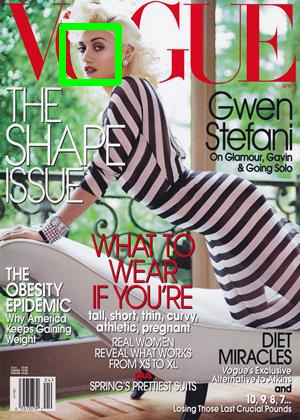 VOGUE
APR
THE
SHAPE
ISSUE
Gwen
Stefani
On Glamour, Gavin
& Going Solo
WHAT TO
WEAR
IF YOU'RE
tall, short, thin, curvy,
athletic, pregnant
REAL WOMEN
REVEAL WHAT WORKS
FROM XS TO XL
plus
SPRING'S PRETTIEST SUITS
THE
OBESITY
EPIDEMIC
Why America
Keeps Gaining
Weight
DIET
MIRACLES
Vogue's Exclusive
Alternative to Atkins
and
10, 9, 8, 7...
Losing Those Last Crucial Pounds